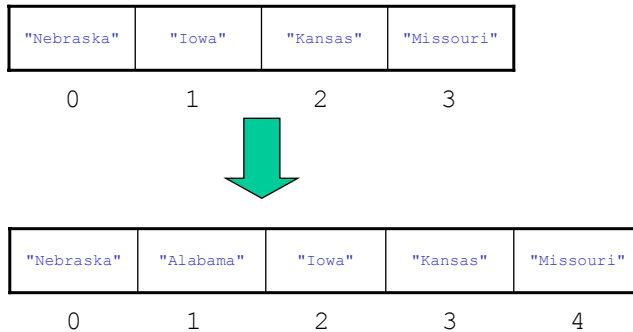 "Nebraska" "Iowa" "Kansas" "Missouri"
0 1 2 3
"Nebraska" "Alabama" "Iowa" "Kansas" "Missouri"
0 1 2 3 4